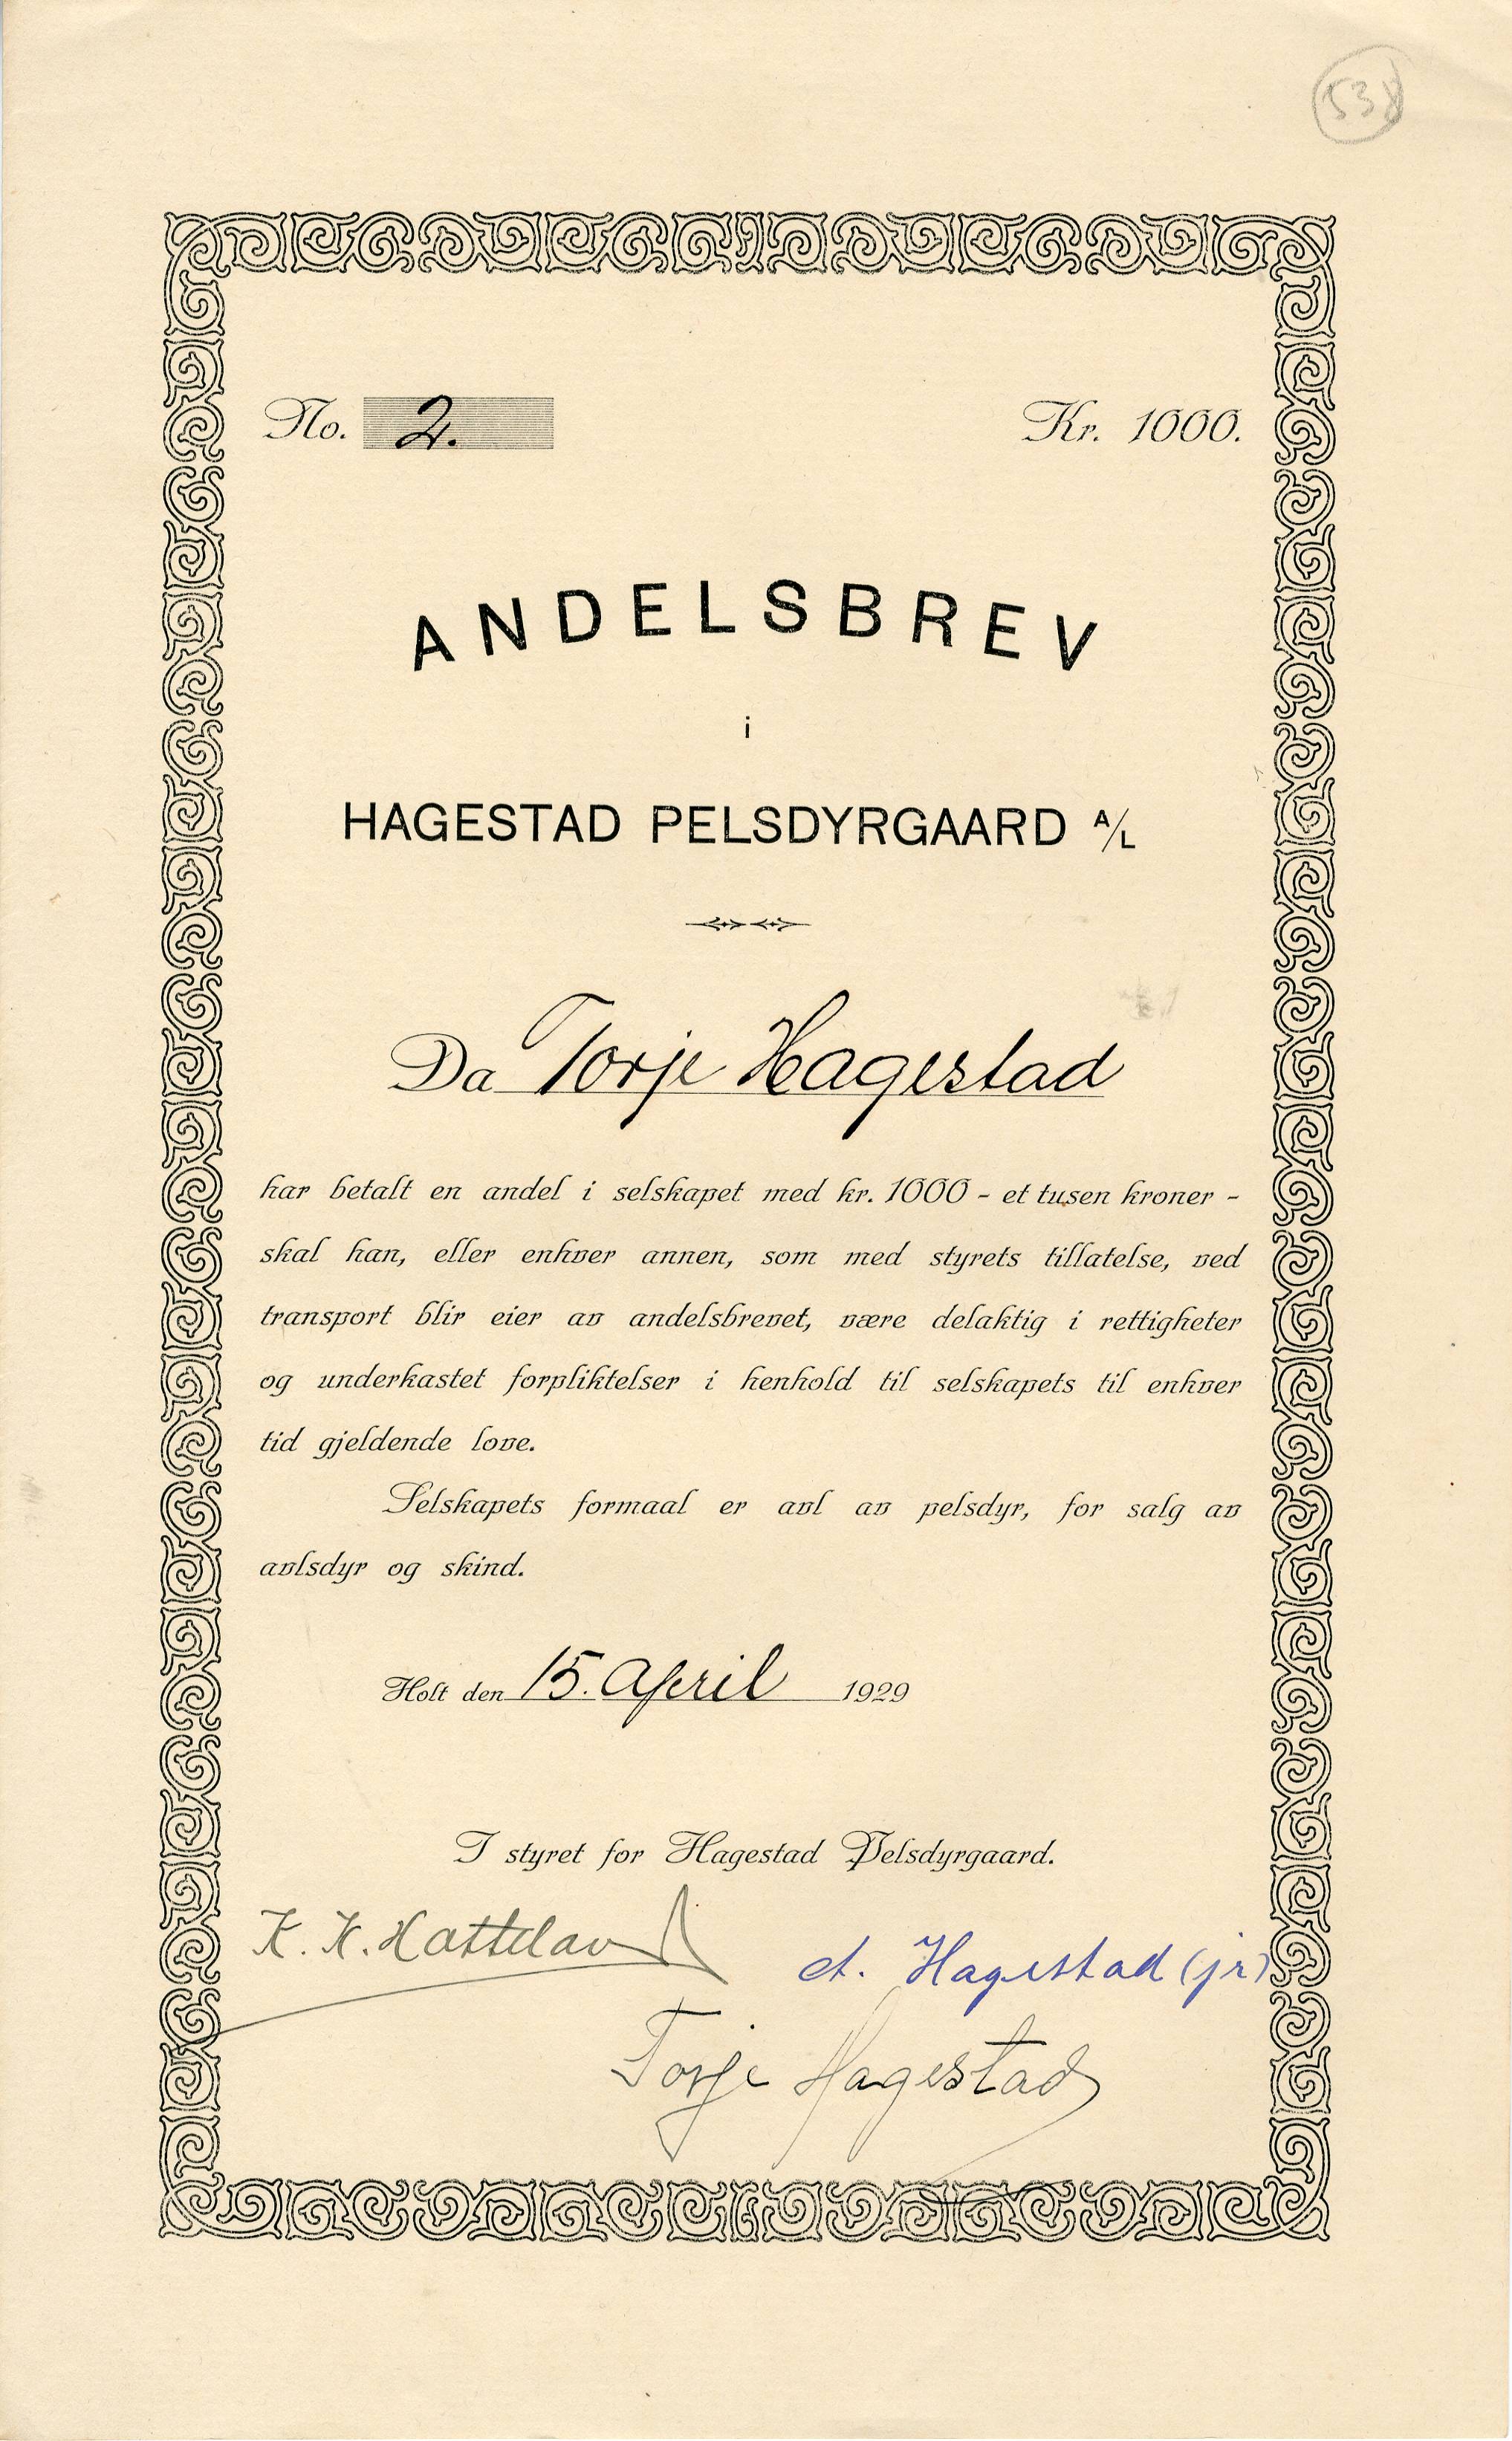 538
No. 2. Kr. 1000.
ANDELSBREV
i
HAGESTAD PELSDYRGAARD A/L
Da Torje Hagestad
har betalt en andel i selskapet med kr. 1000 - et tusen kroner -
skal han, eller enhver annen, som med styrets tillatelse, ved
transport blir eier av andelsbrevet, være delaktig i rettigheter
og underkastet forpliktelser i henhold til selskapets til enhver
tid gjeldende love.
Selskapets formaal er avl av pelsdyr, for salg av
avlsdyr og skind.
Holt den 15. April 1929
I styret for Hagestad Pelsdyrgaard.
K. K. 
A. Hagestad (jr)
Torje Hagestad